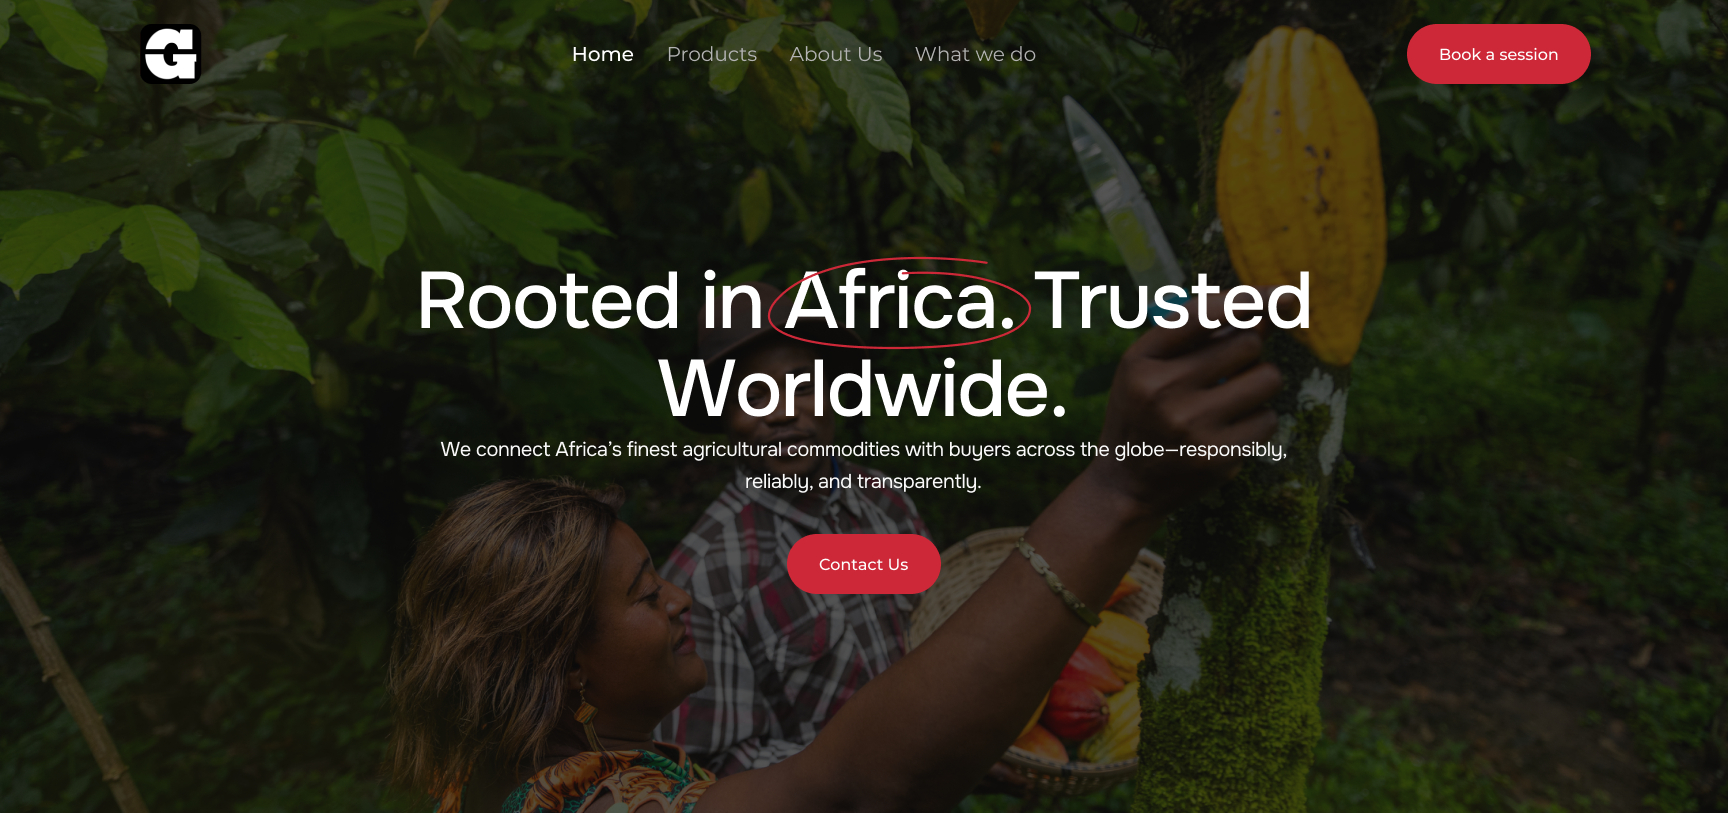 G
Home Products About Us What we do
Book a session
Rooted in Africa. Trusted
Worldwide.
We connect Africa’s finest agricultural commodities with buyers across the globe—responsibly,
reliably, and transparently.
Contact Us